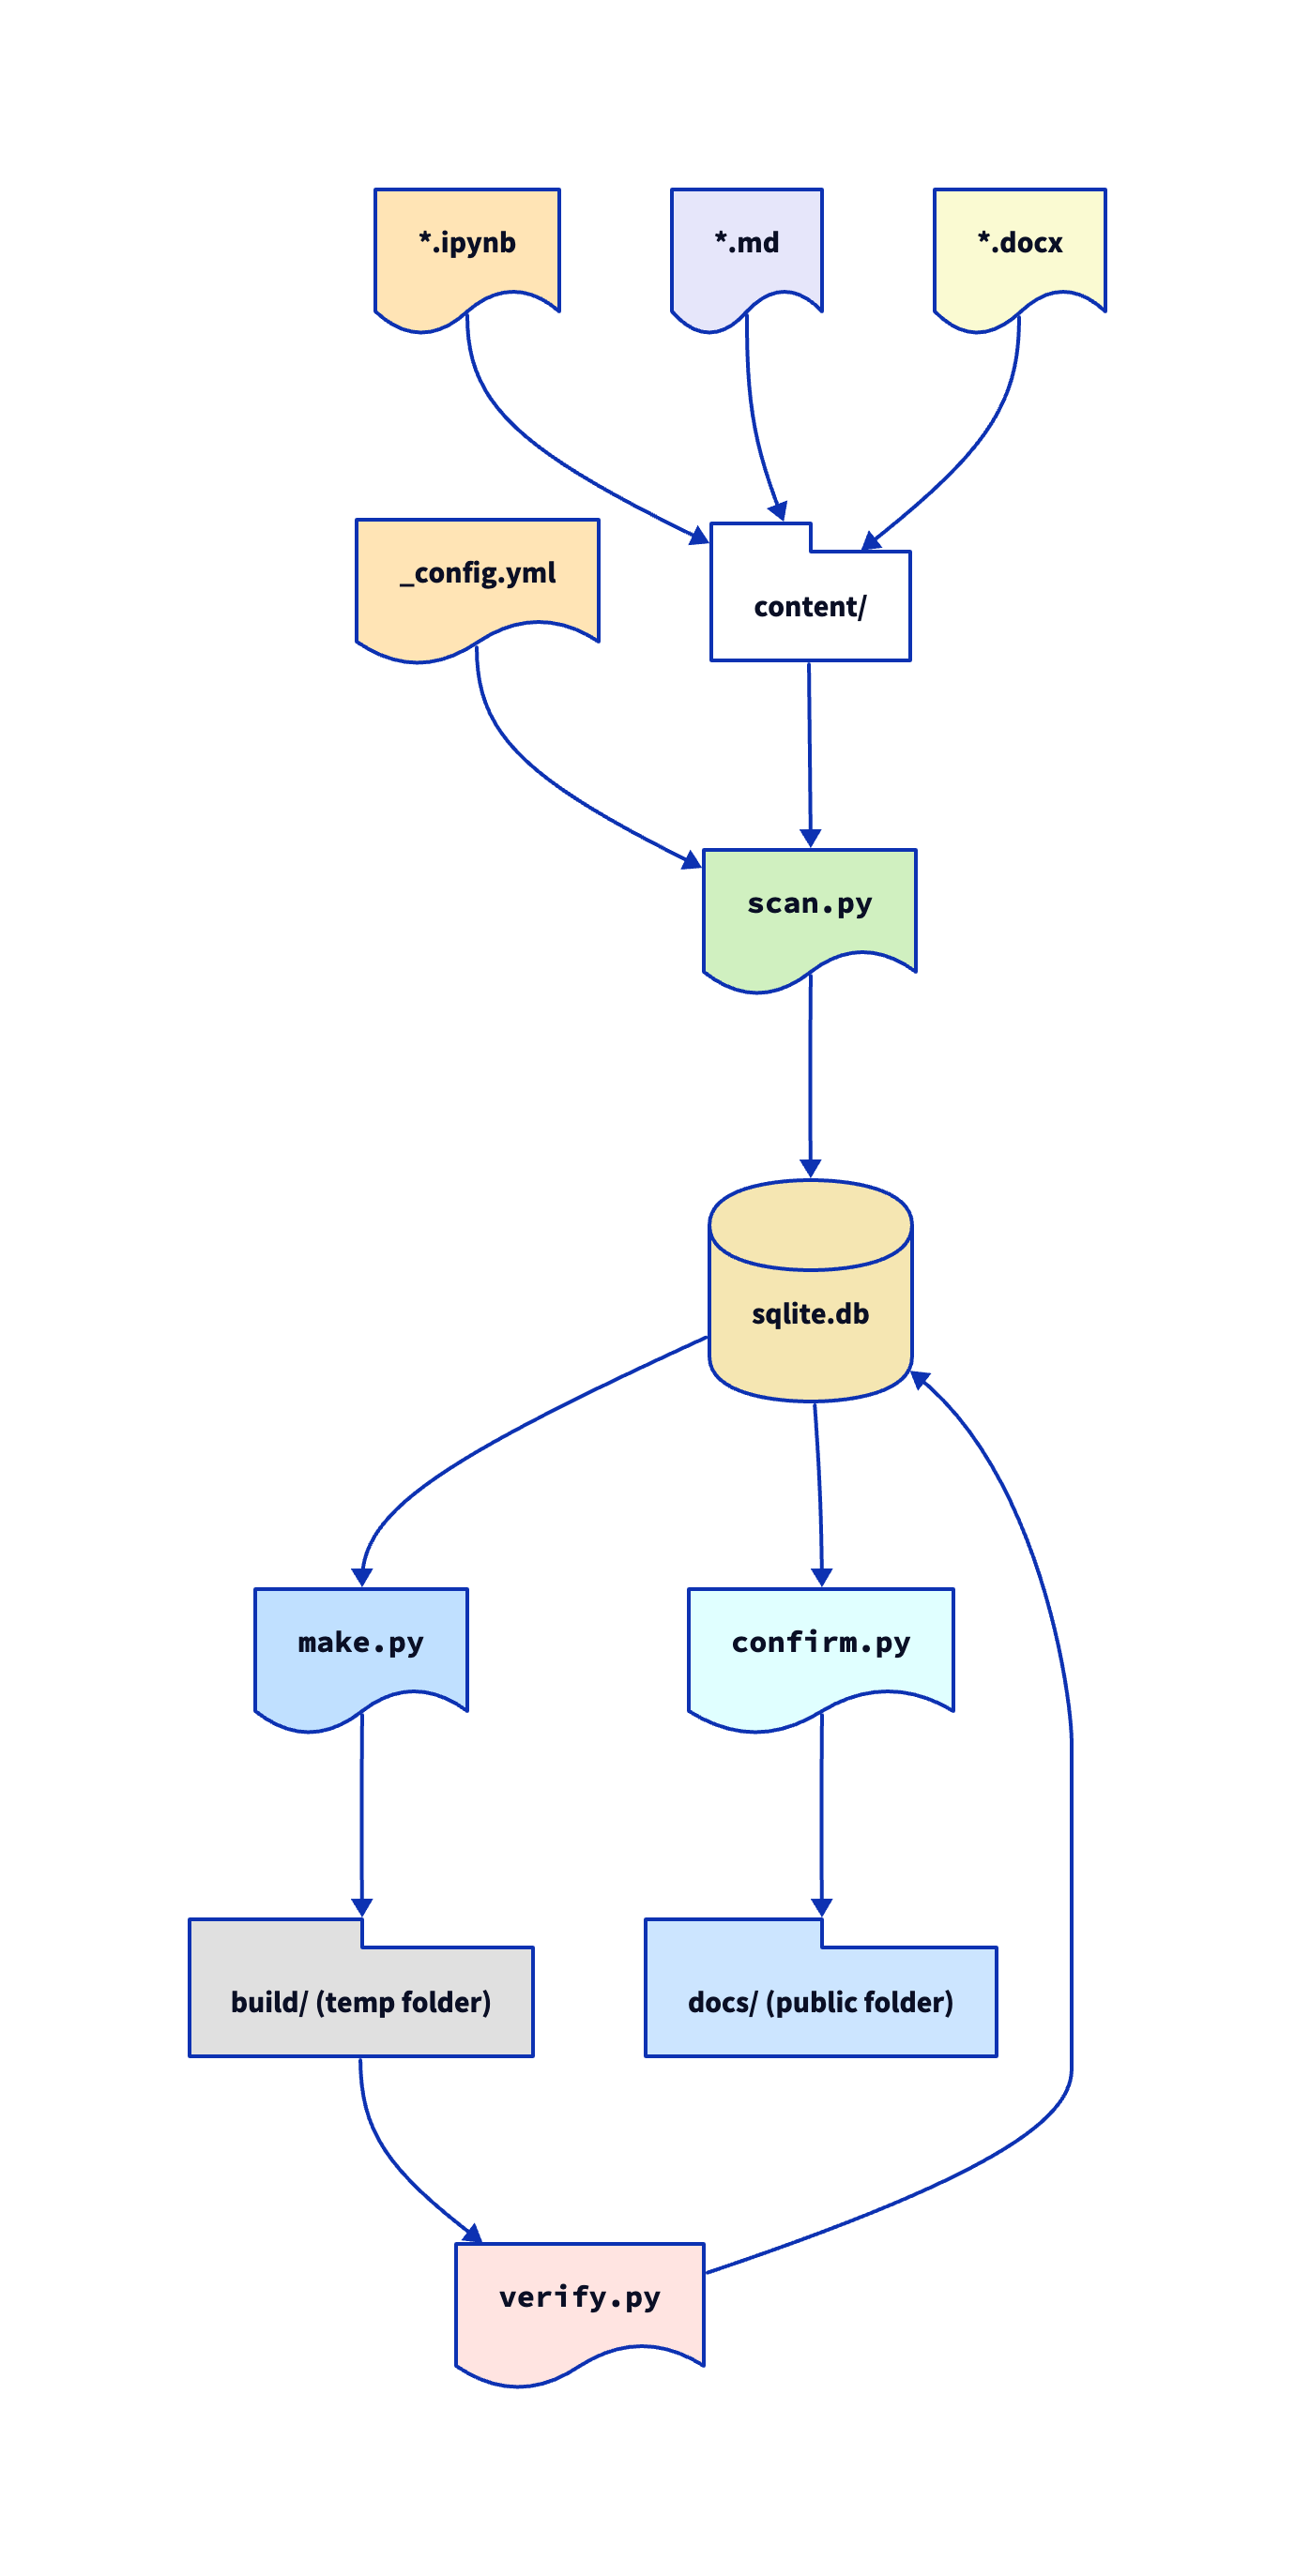 *.ipynb
*.md
*.docx
_config.yml
content/
scan.py
sqlite.db
make.py
confirm.py
build/ (temp folder)
docs/ (public folder)
verify.py